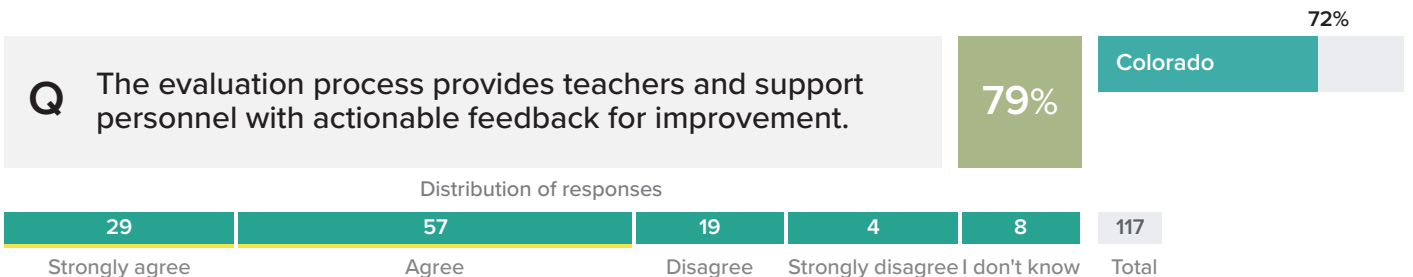 72%
Colorado
Q
The evaluation process provides teachers and support
personnel with actionable feedback for improvement.
79%
Distribution of responses
29 57 19 4 8 117
Strongly agree Agree Disagree Strongly disagree I don't know Total